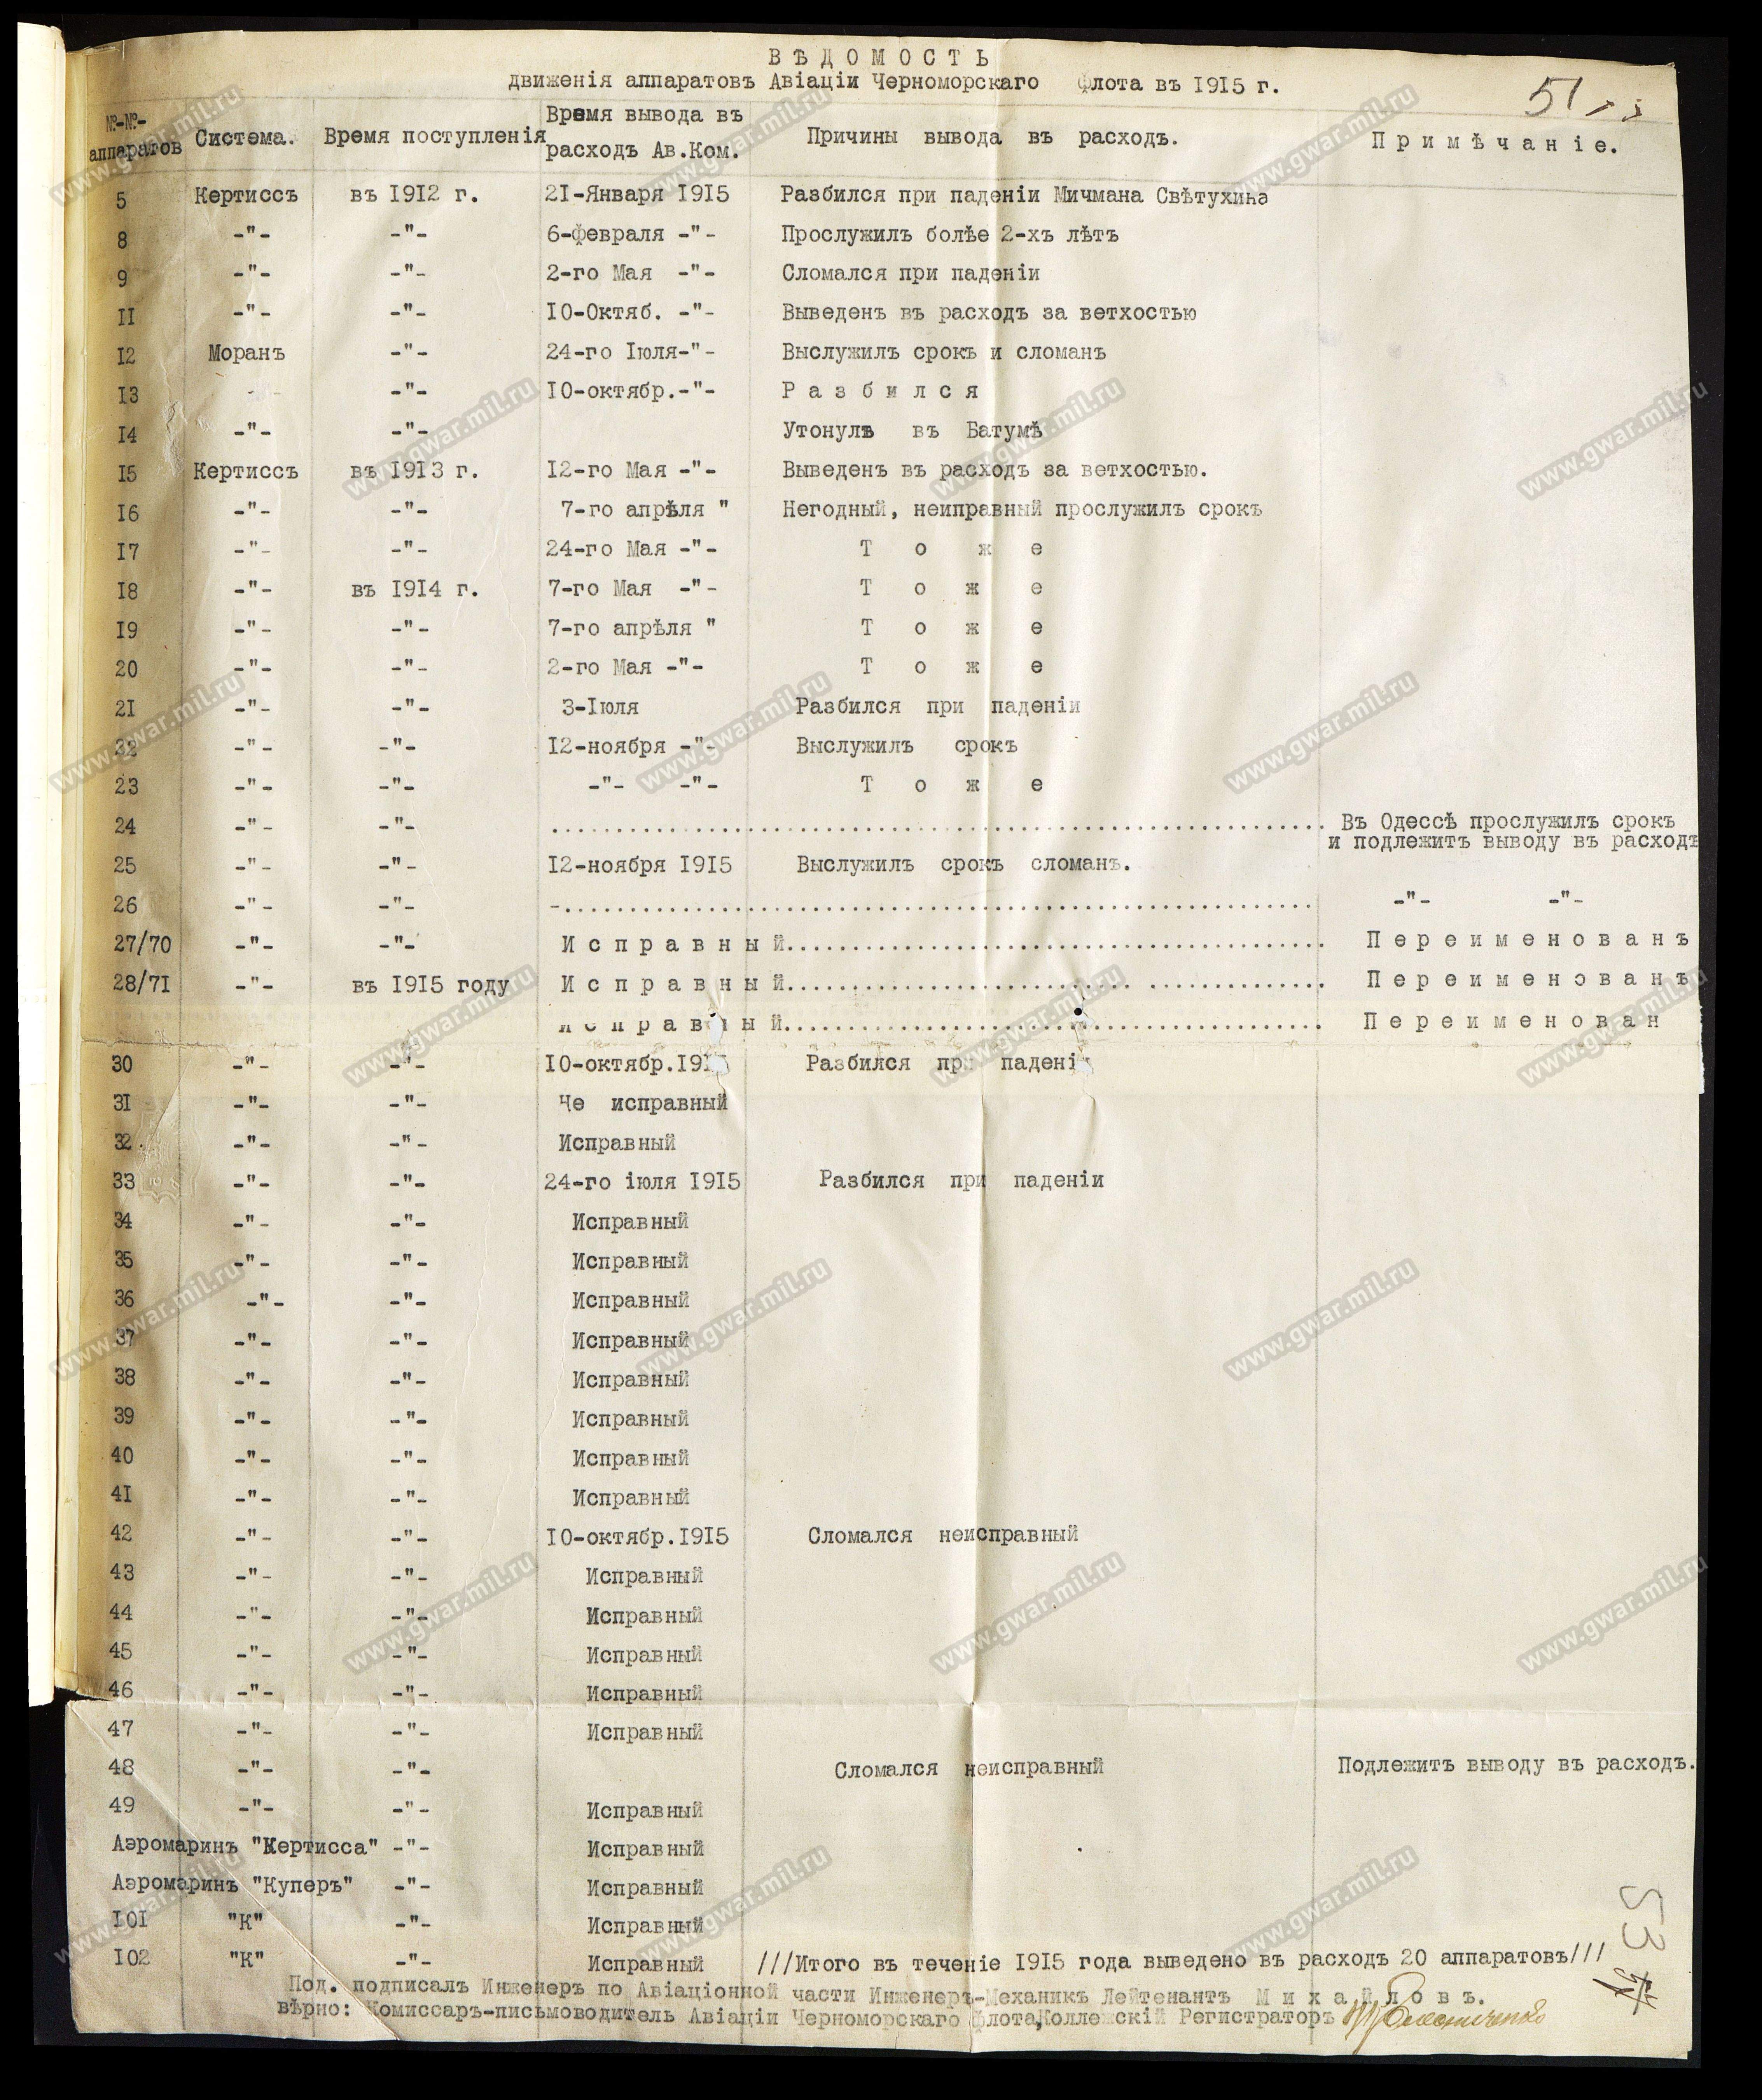 ВѢДОМОСТЬ
движенія аппаратовъ Авіаціи Черноморскаго Флота въ 1915 г.
51
№-№- аппаратов Система. Время поступленія Время вывода въ расходъ Ав.Ком. Причины вывода въ расходъ. Примѣчаніе.
5 Кертиссъ въ 1912 г. 21-Января 1915 Разбился при паденіи Мичмана Свѣтухина
8 -"- -"- 6-февраля -"- Прослужилъ болѣе 2-хъ лѣтъ
9 -"- -"- 2-го Мая -"- Сломался при паденіи
11 -"- -"- 10-Октяб. -"- Выведенъ въ расходъ за ветхостью
12 Моранъ -"- 24-го Іюля-"- Выслужилъ срокъ и сломанъ
13 -"- 10-октябр.-"- Разбился
14 -"- -"- Утонулъ въ Батумѣ
15 Кертиссъ въ 1913 г. 12-го Мая -"- Выведенъ въ расходъ за ветхостью.
16 -"- -"- 7-го апрѣля " Негодный, неиправный прослужилъ срокъ
17 -"- -"- 24-го Мая -"- Тоже
18 -"- въ 1914 г. 7-го Мая -"- Тоже
19 -"- -"- 7-го апрѣля " Тоже
20 -"- -"- 2-го Мая -"- Тоже
21 -"- -"- 3-Іюля Разбился при паденіи
22 -"- -"- 12-ноября -"- Выслужилъ срокъ
23 -"- -"- -"- -"- Тоже
24 -"- -"- .......... Въ Одессѣ прослужилъ срокъ
и подлежитъ выводу въ расходъ
25 -"- -"- 12-ноября 1915 Выслужилъ срокъ сломанъ.
26 -"- -"- -.......... -"- -"-
27/70 -"- -"- Исправный.......... Переименованъ
28/71 -"- въ 1915 году Исправный.......... Переименованъ
Исправный.......... Переименован
30 -"- -"- 10-октябр.1915 Разбился при паденіи
31 -"- -"- Не исправный
32 -"- -"- Исправный
33 -"- -"- 24-го іюля 1915 Разбился при паденіи
34 -"- -"- Исправный
35 -"- -"- Исправный
36 -"- -"- Исправный
37 -"- -"- Исправный
38 -"- -"- Исправный
39 -"- -"- Исправный
40 -"- -"- Исправный
41 -"- -"- Исправный
42 -"- -"- 10-октябр.1915 Сломался неисправный
43 -"- -"- Исправный
44 -"- -"- Исправный
45 -"- -"- Исправный
46 -"- -"- Исправный
47 -"- -"- Исправный
48 -"- -"- Сломался неисправный Подлежитъ выводу въ расходъ.
49 -"- -"- Исправный
Аэромаринъ "Кертисса" -"- Исправный
Аэромаринъ "Куперъ" -"- Исправный
101 "К" -"- Исправный
53
102 "К" -"- Исправный ///Итого въ теченіе 1915 года выведено въ расходъ 20 аппаратовъ///
Под. подписалъ Инженеръ по Авіаціонной части Инженеръ-Механикъ Лейтенантъ Михайловъ.
вѣрно: Комиссаръ-письмоводитель Авіаціи Черноморскаго Флота,Коллежскій Регистраторъ
www.gwar.mil.ru